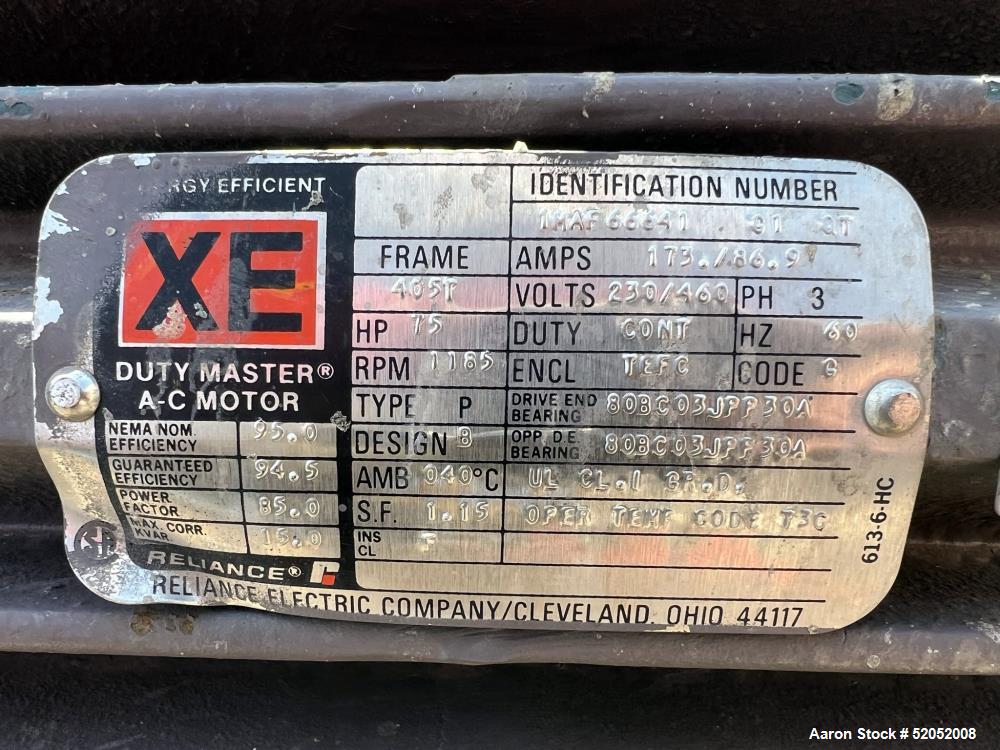 ENERGY EFFICIENT
XE
DUTY MASTER®
A-C MOTOR
NEMA NOM. EFFICIENCY 95.0
GUARANTEED EFFICIENCY 94.5
POWER FACTOR 85.0
MAX. CORR. KVAR. 15.0
RELIANCE®
IDENTIFICATION NUMBER
FRAME 405T
AMPS 173./86.9
VOLTS 230/460 PH 3
HP 75 DUTY CONT HZ 60
RPM 1185 ENCL TEFC CODE G
TYPE P DRIVE END BEARING 80BC03JPP30A
DESIGN B OPP. D.E. BEARING 80BC03JPP30A
AMB 040°C UL CL.I GR.D.
S.F. 1.15 OPER TEMP CODE T3C
INS CL F
613-6-HC
RELIANCE ELECTRIC COMPANY/CLEVELAND, OHIO 44117
Aaron Stock # 52052008